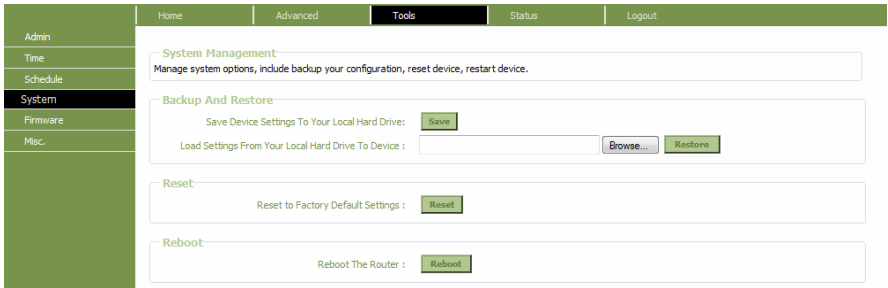 Home Advanced Tools Status Logout
Admin
Time
Schedule
System
Firmware
Misc.
System Management
Manage system options, include backup your configuration, reset device, restart device.
Backup And Restore
Save Device Settings To Your Local Hard Drive: Save
Load Settings From Your Local Hard Drive To Device : Browse... Restore
Reset
Reset to Factory Default Settings : Reset
Reboot
Reboot The Router : Reboot